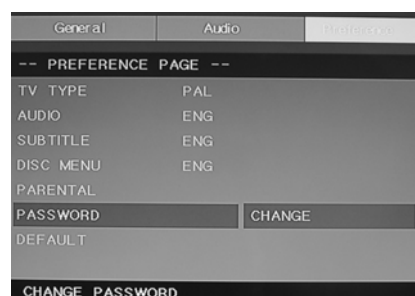 General Audio Preference
-- PREFERENCE PAGE --
TV TYPE PAL
AUDIO ENG
SUBTITLE ENG
DISC MENU ENG
PARENTAL
PASSWORD CHANGE
DEFAULT
CHANGE PASSWORD